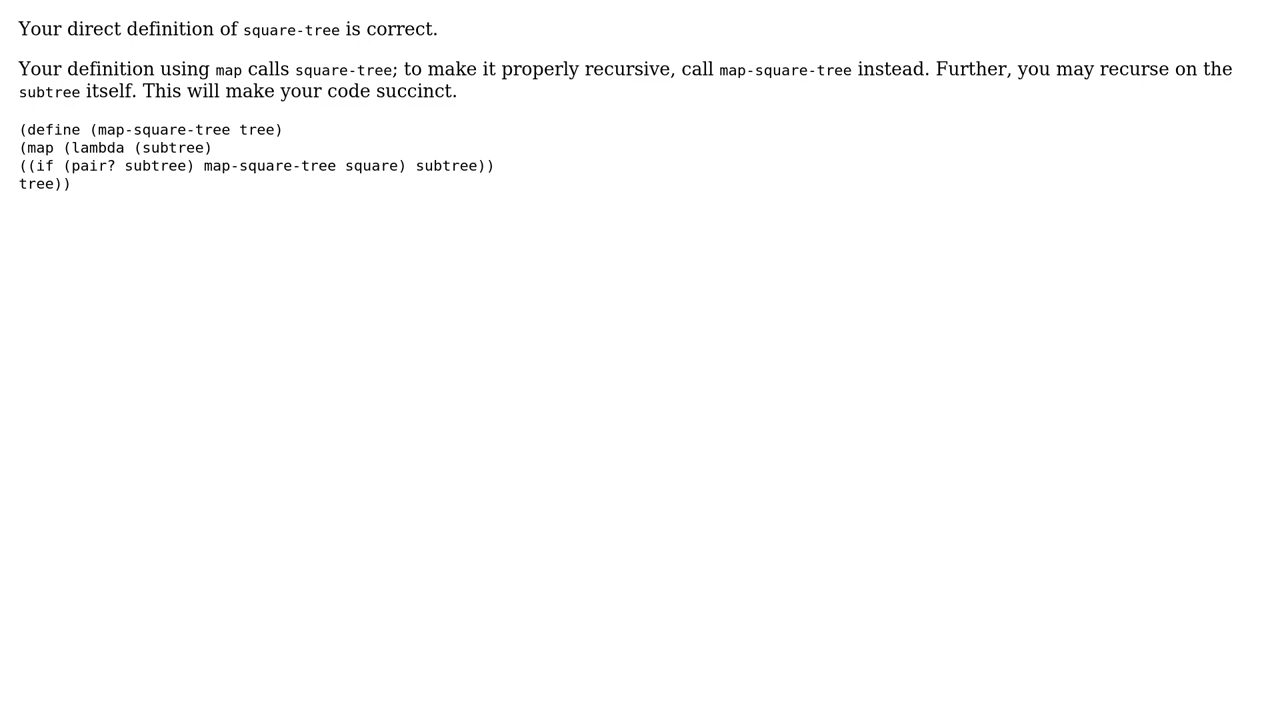 Your direct definition of square-tree is correct.
Your definition using map calls square-tree; to make it properly recursive, call map-square-tree instead. Further, you may recurse on the
subtree itself. This will make your code succinct.
(define (map-square-tree tree)
(map (lambda (subtree)
((if (pair? subtree) map-square-tree square) subtree))
tree))